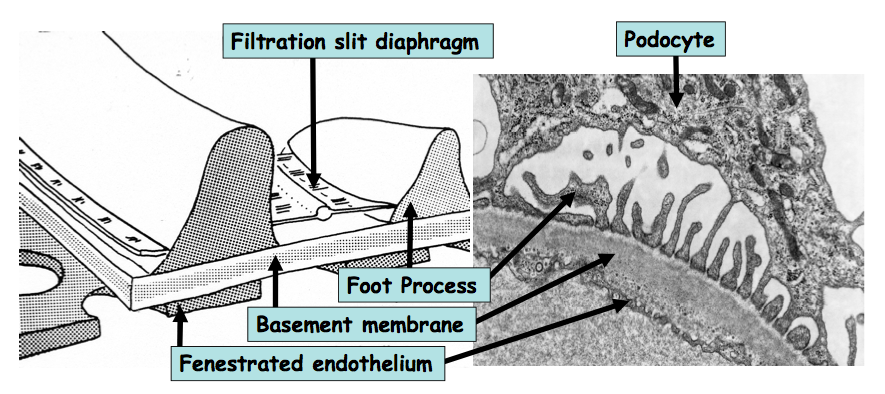 Filtration slit diaphragm
Podocyte
Foot Process
Basement membrane
Fenestrated endothelium